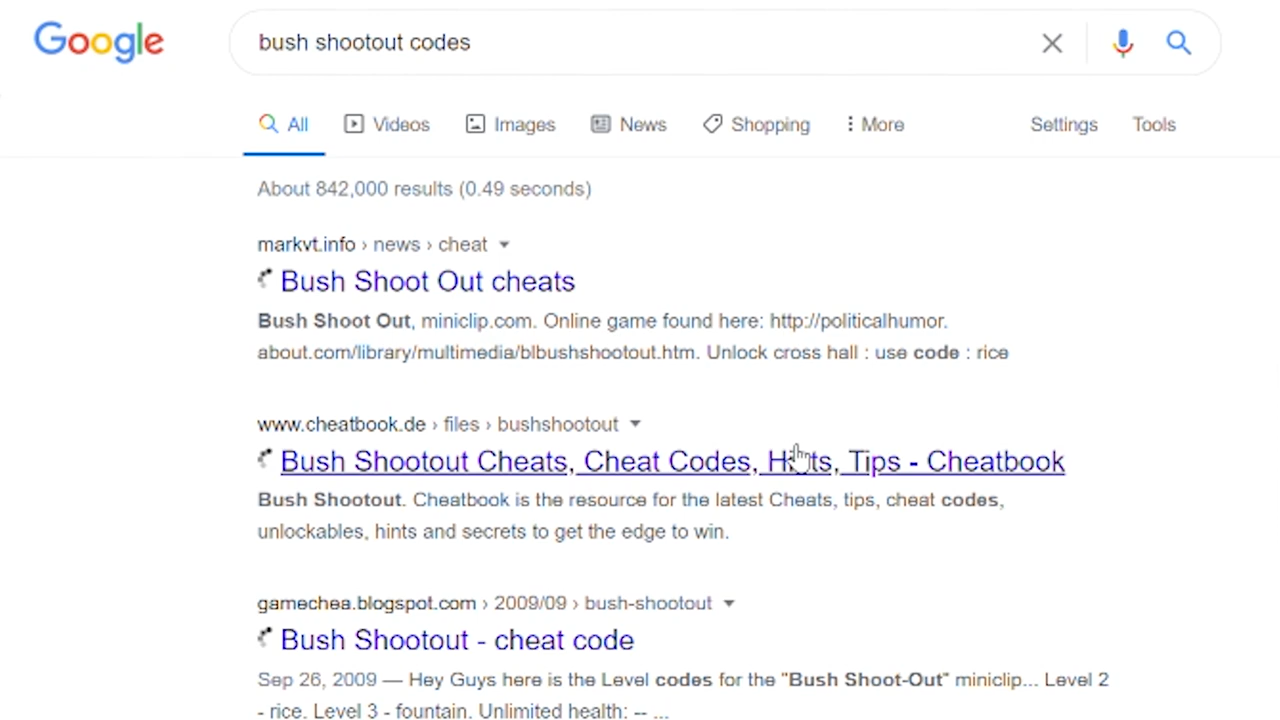 Google
bush shootout codes
All Videos Images News Shopping More Settings Tools
About 842,000 results (0.49 seconds)
markvt.info › news › cheat
Bush Shoot Out cheats
Bush Shoot Out, miniclip.com. Online game found here: http://politicalhumor.
about.com/library/multimedia/blbushshootout.htm. Unlock cross hall : use code : rice
www.cheatbook.de › files › bushshootout
Bush Shootout Cheats, Cheat Codes, Hints, Tips - Cheatbook
Bush Shootout. Cheatbook is the resource for the latest Cheats, tips, cheat codes,
unlockables, hints and secrets to get the edge to win.
gamechea.blogspot.com › 2009/09 › bush-shootout
Bush Shootout - cheat code
Sep 26, 2009 — Hey Guys here is the Level codes for the "Bush Shoot-Out" miniclip... Level 2
- rice. Level 3 - fountain. Unlimited health: -- ...